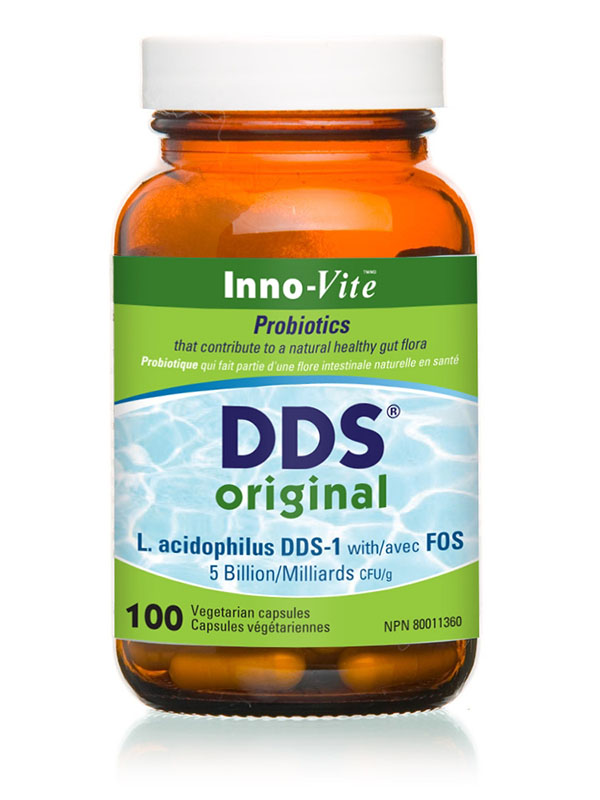 Inno-Vite
Probiotics
that contribute to a natural healthy gut flora
Probiotique qui fait partie d'une flore intestinale naturelle en santé
DDS®
original
L. acidophilus DDS-1 with/avec FOS
5 Billion/Milliards CFU/g
100 Vegetarian capsules
Capsules végétariennes
NPN 80011360